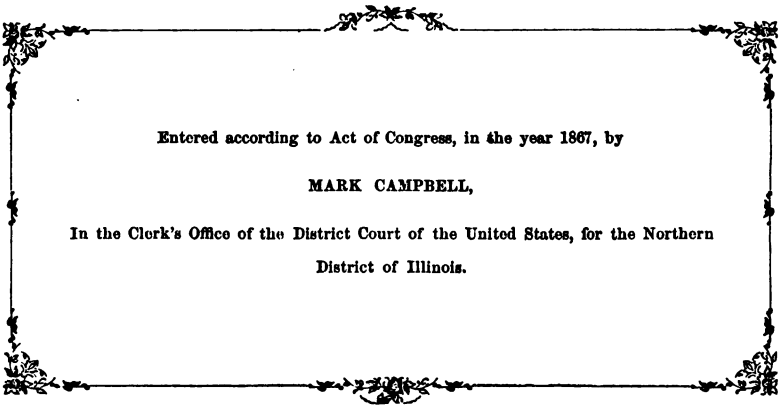 Entered according to Act of Congress, in the year 1867, by
MARK CAMPBELL,
In the Clerk's Office of the District Court of the United States, for the Northern
District of Illinois.